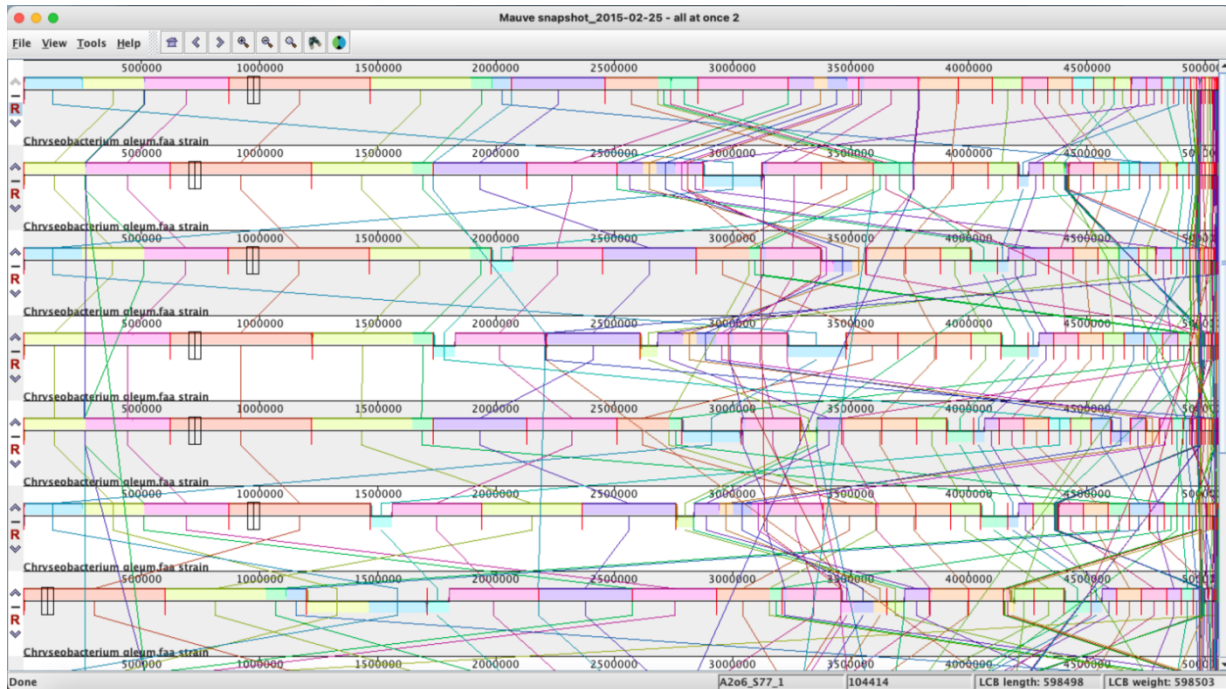 Mauve snapshot_2015-02-25 - all at once 2
File View Tools Help
500000 1000000 1500000 2000000 2500000 3000000 3500000 4000000 4500000
R
Chryseobacterium gleum.faa strain
500000 1000000 1500000 2000000 2500000 3000000 3500000 4000000 4500000
R
Chryseobacterium gleum.faa strain
500000 1000000 1500000 2000000 2500000 3000000 3500000 4000000 4500000
R
Chryseobacterium gleum.faa strain
500000 1000000 1500000 2000000 2500000 3000000 3500000 4000000 4500000
R
Chryseobacterium gleum.faa strain
500000 1000000 1500000 2000000 2500000 3000000 3500000 4000000 4500000
R
Chryseobacterium gleum.faa strain
500000 1000000 1500000 2000000 2500000 3000000 3500000 4000000 4500000
R
Chryseobacterium gleum.faa strain
500000 1000000 1500000 2000000 2500000 3000000 3500000 4000000 4500000
R
Chryseobacterium gleum.faa strain
500000 1000000 1500000 2000000 2500000 3000000 3500000 4000000 4500000
Done A2o6_S77_1 104414 LCB length: 598498 LCB weight: 598503